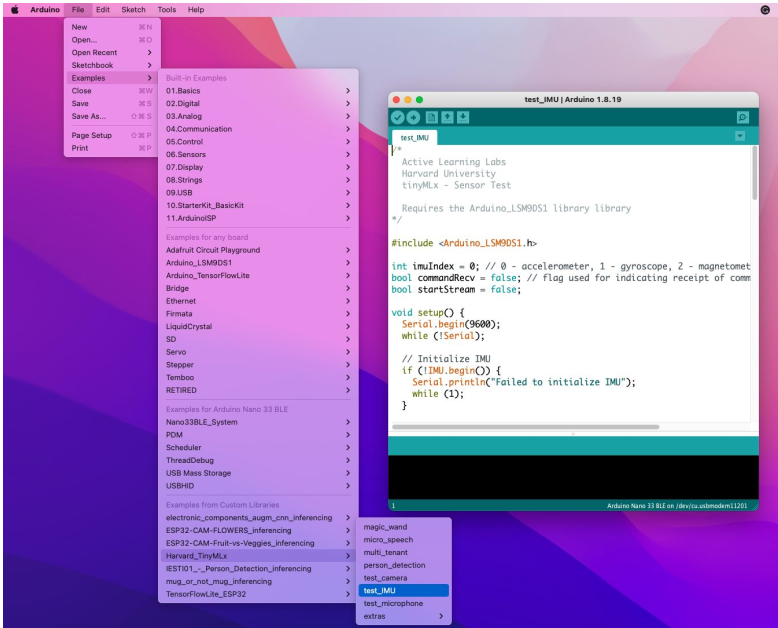 Arduino File Edit Sketch Tools Help
New ⌘N
Open... ⌘O
Open Recent
Sketchbook
Examples
Close ⌘W
Save ⌘S
Save As... ⇧⌘S
Page Setup ⇧⌘P
Print ⌘P
Built-in Examples
01.Basics
02.Digital
03.Analog
04.Communication
05.Control
06.Sensors
07.Display
08.Strings
09.USB
10.StarterKit_BasicKit
11.ArduinoISP
Examples for any board
Adafruit Circuit Playground
Arduino_LSM9DS1
Arduino_TensorFlowLite
Bridge
Ethernet
Firmata
LiquidCrystal
SD
Servo
Stepper
Temboo
RETIRED
Examples for Arduino Nano 33 BLE
Nano33BLE_System
PDM
Scheduler
ThreadDebug
USB Mass Storage
USBHID
Examples from Custom Libraries
electronic_components_augm_cnn_inferencing
ESP32-CAM-FLOWERS_inferencing
ESP32-CAM-Fruit-vs-Veggies_inferencing
Harvard_TinyMLx
IESTI01_-_Person_Detection_inferencing
mug_or_not_mug_inferencing
TensorFlowLite_ESP32
magic_wand
micro_speech
multi_tenant
person_detection
test_camera
test_IMU
test_microphone
extras
test_IMU | Arduino 1.8.19
test_IMU
/*
Active Learning Labs
Harvard University
tinyMLx - Sensor Test
Requires the Arduino_LSM9DS1 library library
*/
#include <Arduino_LSM9DS1.h>
int imuIndex = 0; // 0 - accelerometer, 1 - gyroscope, 2 - magnetomet
bool commandRecv = false; // flag used for indicating receipt of comm
bool startStream = false;
void setup() {
Serial.begin(9600);
while (!Serial);
// Initialize IMU
if (!IMU.begin()) {
Serial.println("Failed to initialize IMU");
while (1);
}
1 Arduino Nano 33 BLE on /dev/cu.usbmodem11201